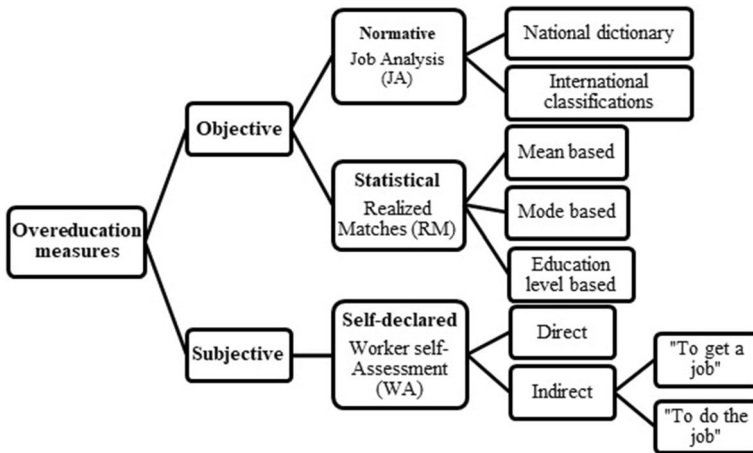 Overeducation
measures
Objective
Subjective
Normative
Job Analysis
(JA)
Statistical
Realized
Matches (RM)
Self-declared
Worker self-
Assessment
(WA)
National dictionary
International
classifications
Mean based
Mode based
Education
level based
Direct
Indirect
"To get a
job"
"To do the
job"